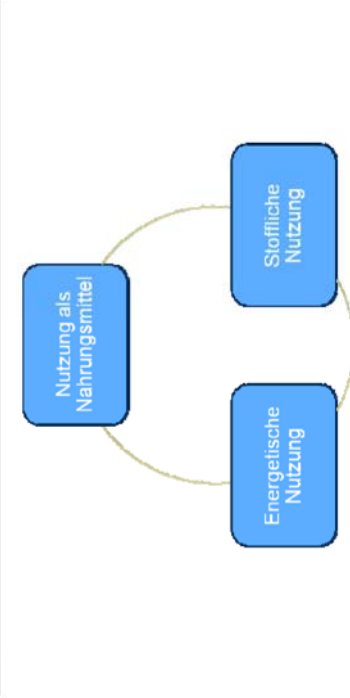 Nutzung als
Nahrungsmittel
Stoffliche
Nutzung
Energetische
Nutzung